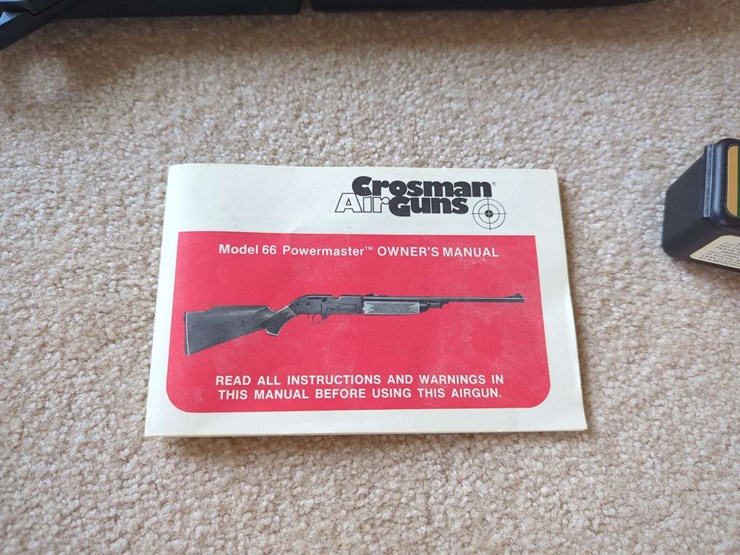 Crosman®
AirGuns
Model 66 Powermaster™ OWNER'S MANUAL
READ ALL INSTRUCTIONS AND WARNINGS IN
THIS MANUAL BEFORE USING THIS AIRGUN.